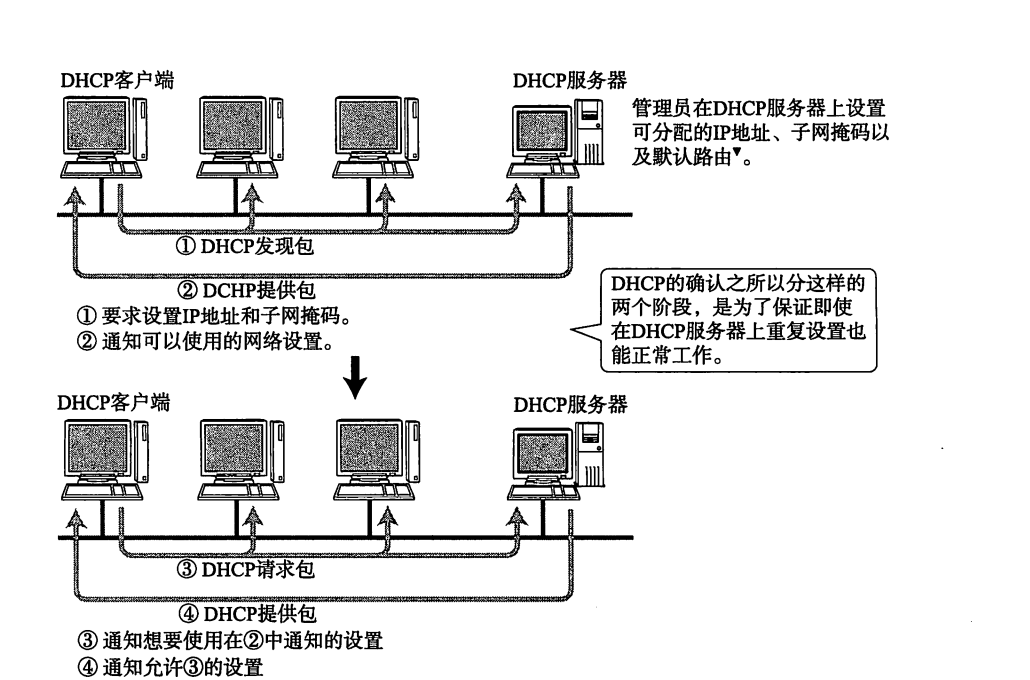 DHCP客户端
DHCP服务器
管理员在DHCP服务器上设置
可分配的IP地址、子网掩码以
及默认路由▼。
① DHCP发现包
② DCHP提供包
① 要求设置IP地址和子网掩码。
② 通知可以使用的网络设置。
DHCP的确认之所以分这样的
两个阶段，是为了保证即使
在DHCP服务器上重复设置也
能正常工作。
DHCP客户端
DHCP服务器
③ DHCP请求包
④ DHCP提供包
③ 通知想要使用在②中通知的设置
④ 通知允许③的设置